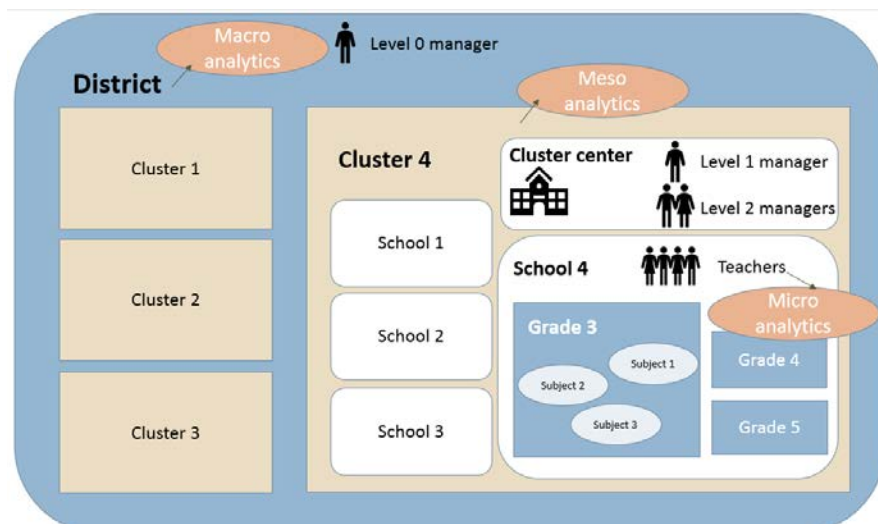 Macro
analytics
Level 0 manager
District
Meso
analytics
Cluster 1
Cluster 2
Cluster 3
Cluster 4
School 1
School 2
School 3
Cluster center
Level 1 manager
Level 2 managers
School 4
Teachers
Micro
analytics
Grade 3
Subject 1
Subject 2
Subject 3
Grade 4
Grade 5